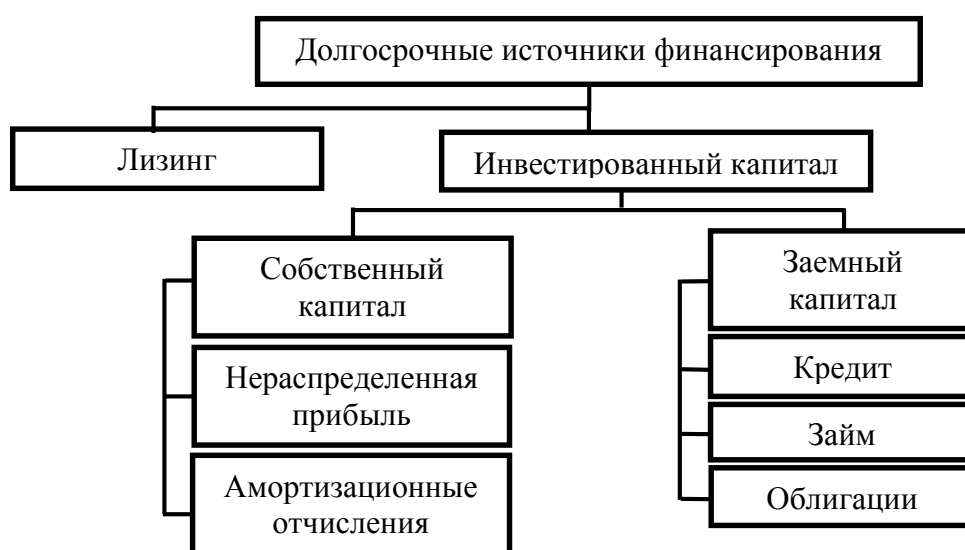 Долгосрочные источники финансирования
Лизинг
Инвестированный капитал
Собственный
капитал
Нераспределенная
прибыль
Амортизационные
отчисления
Заемный
капитал
Кредит
Займ
Облигации